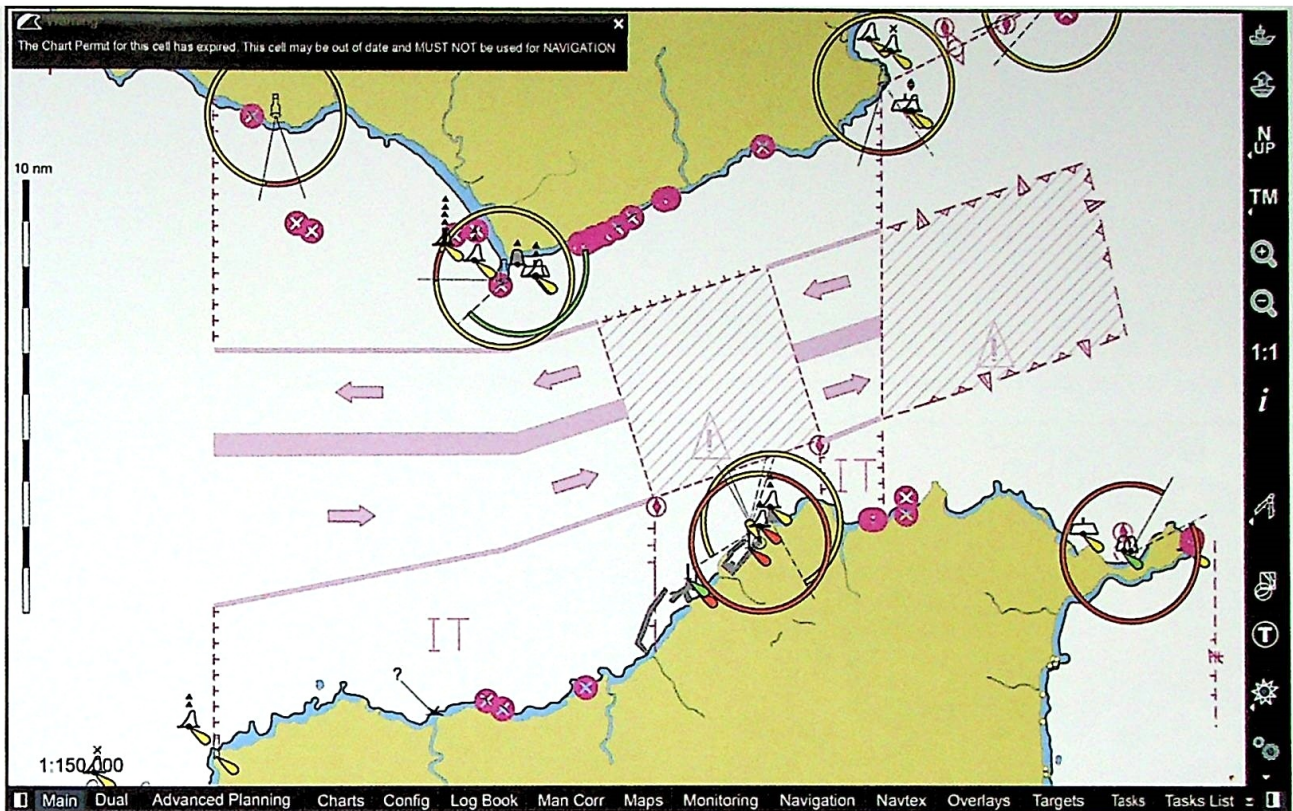 Warning
The Chart Permit for this cell has expired. This cell may be out of date and MUST NOT be used for NAVIGATION
10 nm
N
UP
TM
1:1
i
IT
T
IT
?
1:150,000
Main Dual Advanced Planning Charts Config Log Book Man Corr Maps Monitoring Navigation Navtex Overlays Targets Tasks Tasks List